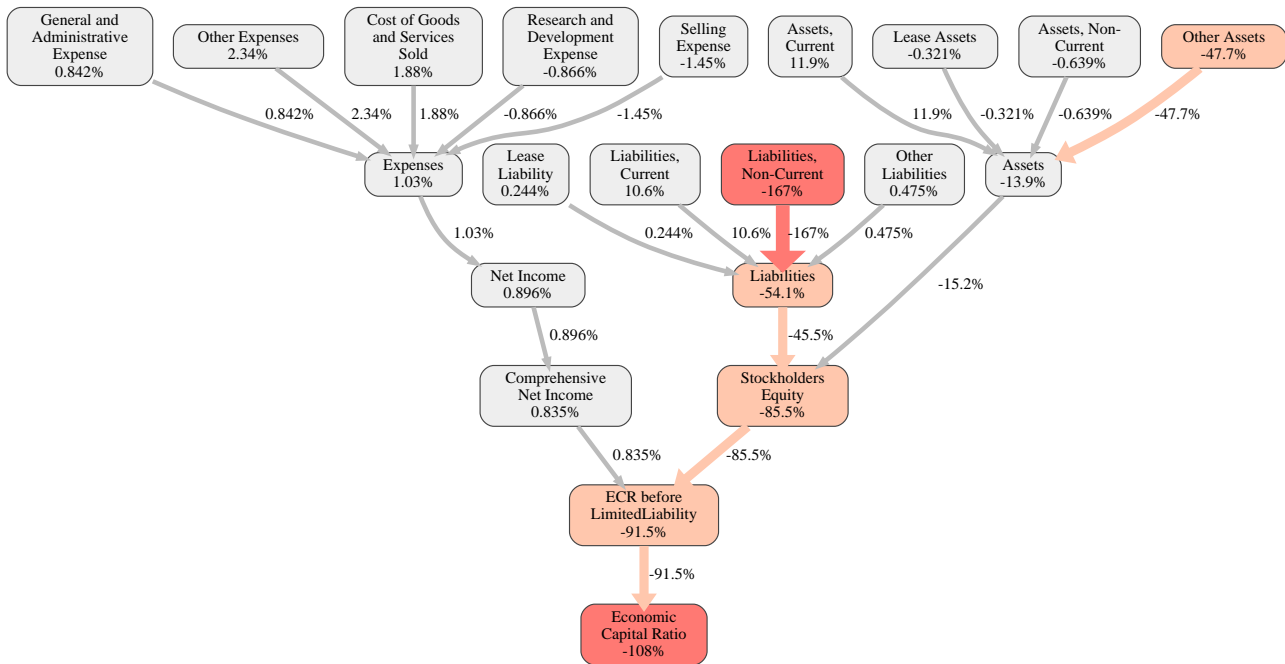 General and
Administrative
Expense
0.842%
Other Expenses
2.34%
Cost of Goods
and Services
Sold
1.88%
Research and
Development
Expense
-0.866%
Selling
Expense
-1.45%
Assets,
Current
11.9%
Lease Assets
-0.321%
Assets, Non-
Current
-0.639%
Other Assets
-47.7%
0.842%
2.34%
1.88%
-0.866%
-1.45%
11.9%
-0.321%
-0.639%
-47.7%
Expenses
1.03%
Lease
Liability
0.244%
Liabilities,
Current
10.6%
Liabilities,
Non-Current
-167%
Other
Liabilities
0.475%
Assets
-13.9%
1.03%
0.244%
10.6%
-167%
0.475%
-15.2%
Net Income
0.896%
Liabilities
-54.1%
0.896%
-45.5%
Comprehensive
Net Income
0.835%
Stockholders
Equity
-85.5%
0.835%
-85.5%
ECR before
LimitedLiability
-91.5%
-91.5%
Economic
Capital Ratio
-108%